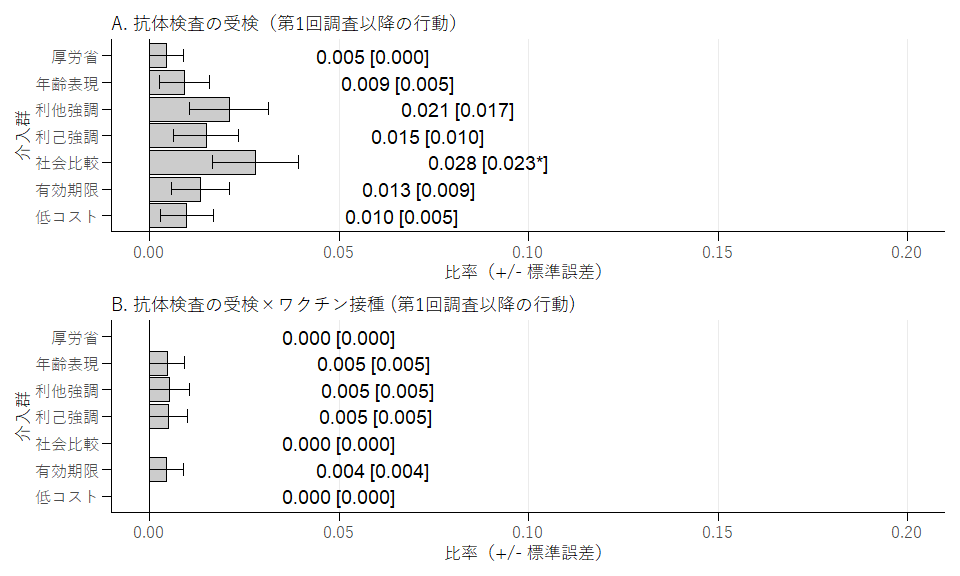 A. 抗体検査の受検（第1回調査以降の行動）
介入群
厚労省 0.005 [0.000]
年齢表現 0.009 [0.005]
利他強調 0.021 [0.017]
利己強調 0.015 [0.010]
社会比較 0.028 [0.023*]
有効期限 0.013 [0.009]
低コスト 0.010 [0.005]
0.00 0.05 0.10 0.15 0.20
比率（+/- 標準誤差）
B. 抗体検査の受検×ワクチン接種 (第1回調査以降の行動)
介入群
厚労省 0.000 [0.000]
年齢表現 0.005 [0.005]
利他強調 0.005 [0.005]
利己強調 0.005 [0.005]
社会比較 0.000 [0.000]
有効期限 0.004 [0.004]
低コスト 0.000 [0.000]
0.00 0.05 0.10 0.15 0.20
比率（+/- 標準誤差）